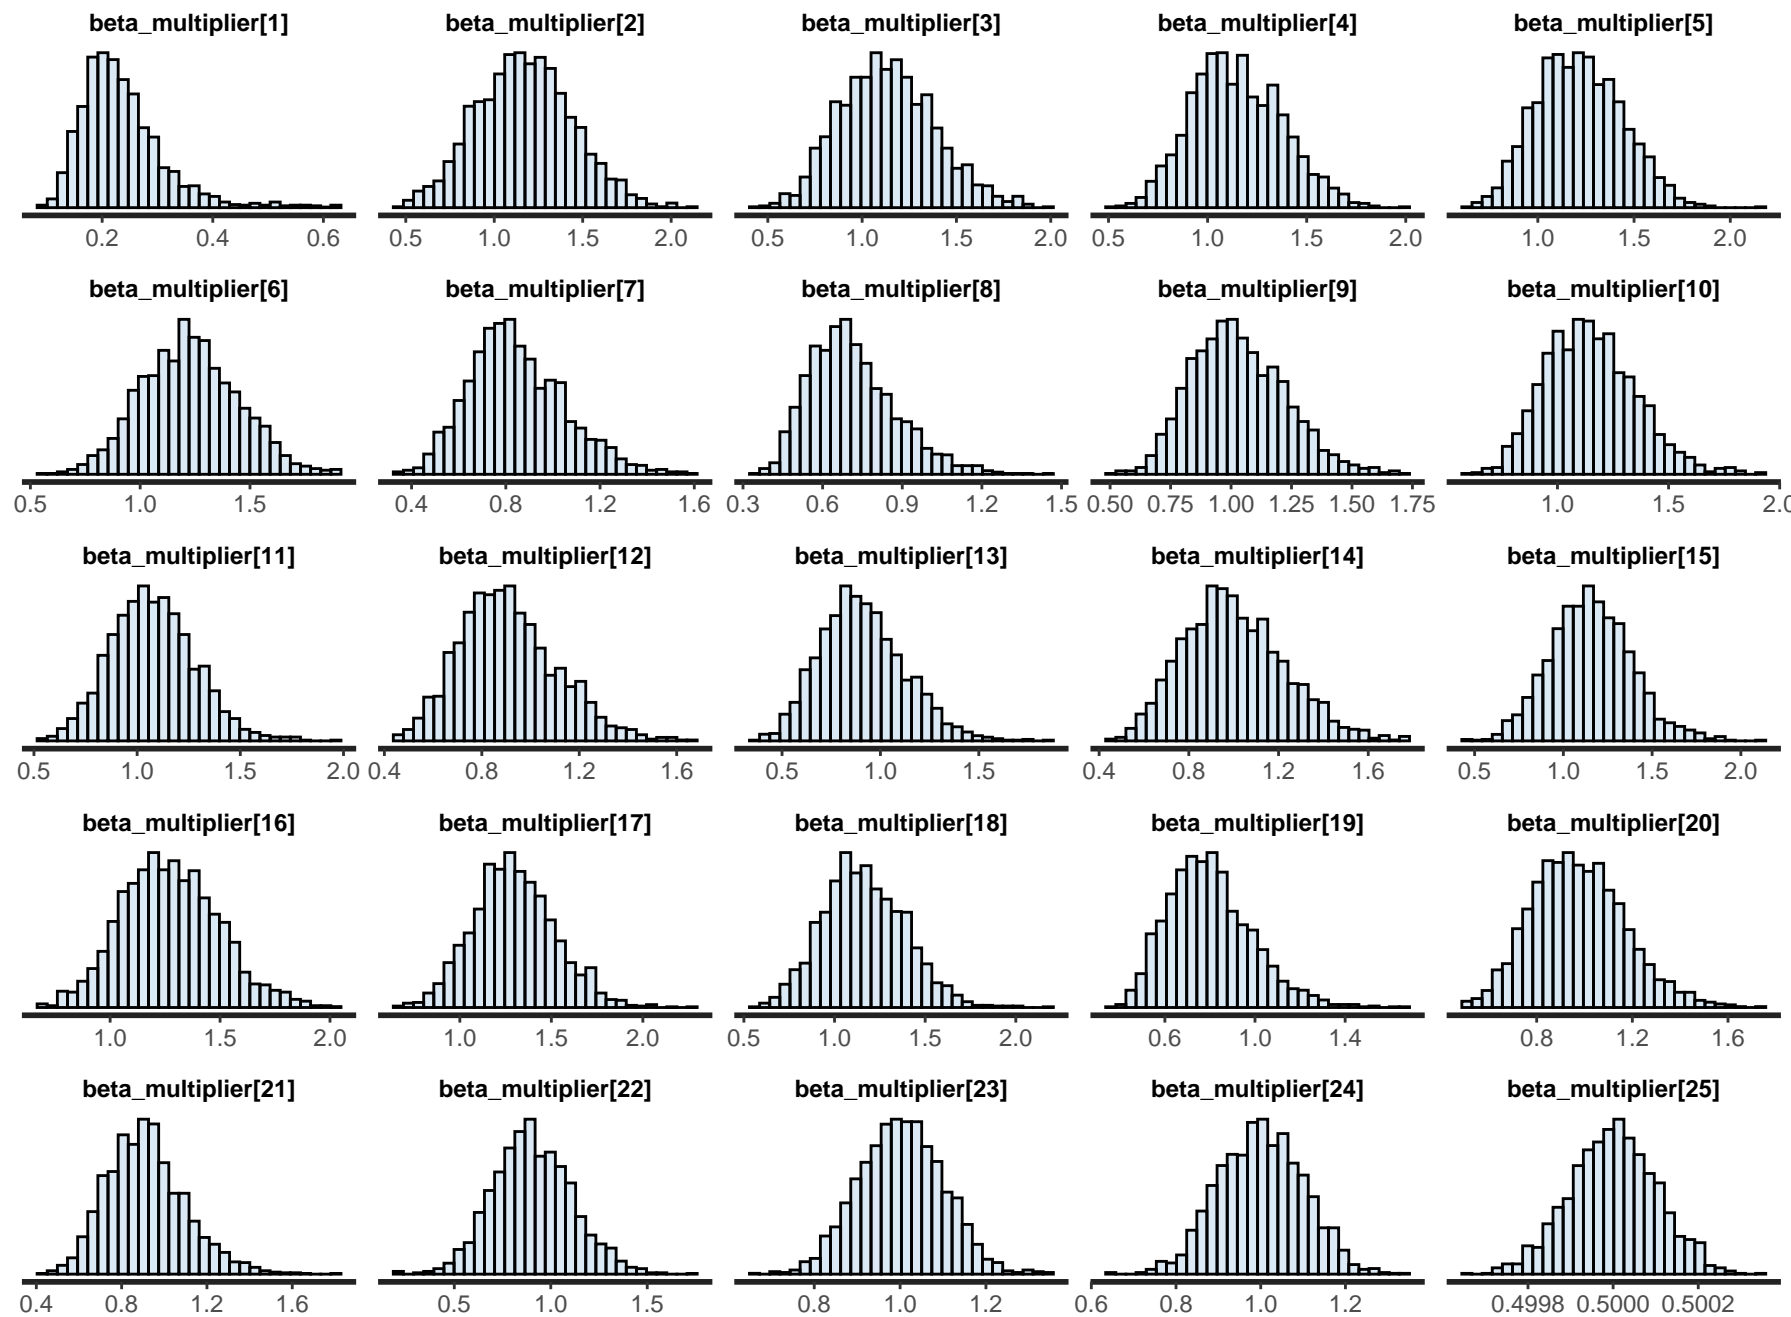 beta_multiplier[1] beta_multiplier[2] beta_multiplier[3] beta_multiplier[4] beta_multiplier[5]
0.2 0.4 0.6 0.5 1.0 1.5 2.0 0.5 1.0 1.5 2.0 0.5 1.0 1.5 2.0 1.0 1.5 2.0
beta_multiplier[6] beta_multiplier[7] beta_multiplier[8] beta_multiplier[9] beta_multiplier[10]
0.5 1.0 1.5 0.4 0.8 1.2 1.6 0.3 0.6 0.9 1.2 1.5 0.50 0.75 1.00 1.25 1.50 1.75 1.0 1.5 2.0
beta_multiplier[11] beta_multiplier[12] beta_multiplier[13] beta_multiplier[14] beta_multiplier[15]
0.5 1.0 1.5 2.0 0.4 0.8 1.2 1.6 0.5 1.0 1.5 0.4 0.8 1.2 1.6 0.5 1.0 1.5 2.0
beta_multiplier[16] beta_multiplier[17] beta_multiplier[18] beta_multiplier[19] beta_multiplier[20]
1.0 1.5 2.0 1.0 1.5 2.0 0.5 1.0 1.5 2.0 0.6 1.0 1.4 0.8 1.2 1.6
beta_multiplier[21] beta_multiplier[22] beta_multiplier[23] beta_multiplier[24] beta_multiplier[25]
0.4 0.8 1.2 1.6 0.5 1.0 1.5 0.8 1.0 1.2 0.6 0.8 1.0 1.2 0.4998 0.5000 0.5002